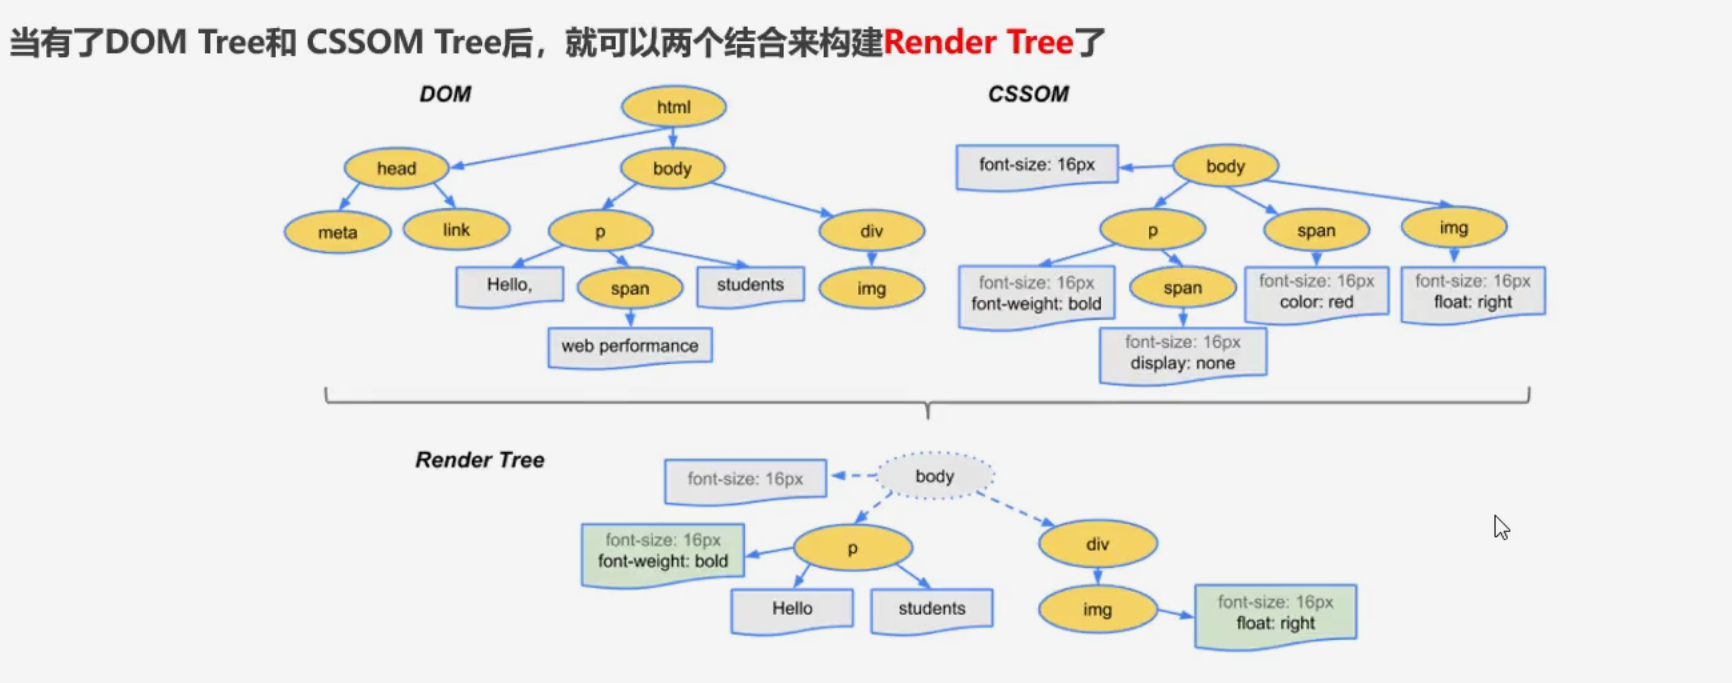 当有了DOM Tree和 CSSOM Tree后，就可以两个结合来构建Render Tree了
DOM
CSSOM
html
head
body
meta
link
p
div
Hello,
span
students
img
web performance
font-size: 16px
body
p
span
img
font-size: 16px
font-weight: bold
span
font-size: 16px
color: red
font-size: 16px
float: right
font-size: 16px
display: none
Render Tree
font-size: 16px
body
font-size: 16px
font-weight: bold
p
div
Hello
students
img
font-size: 16px
float: right